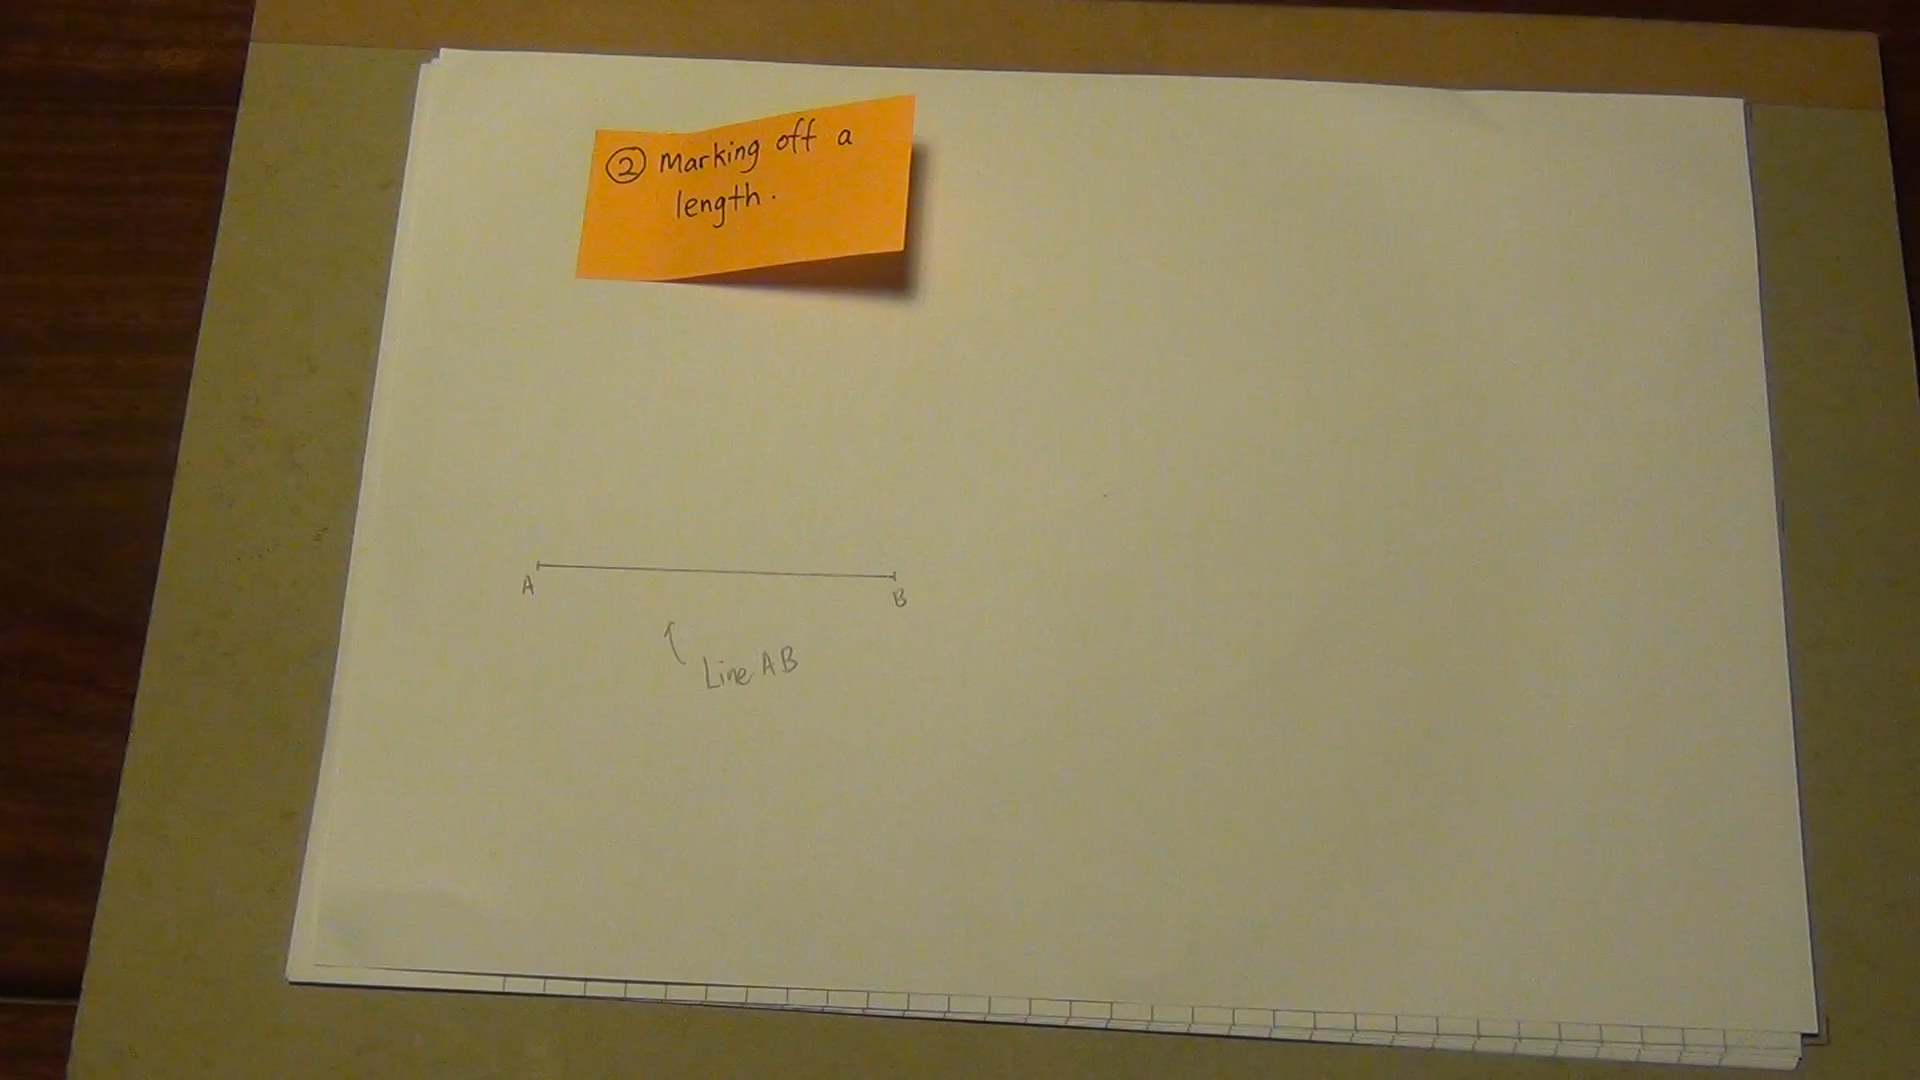 ② Marking off a
length.
A
B
Line AB